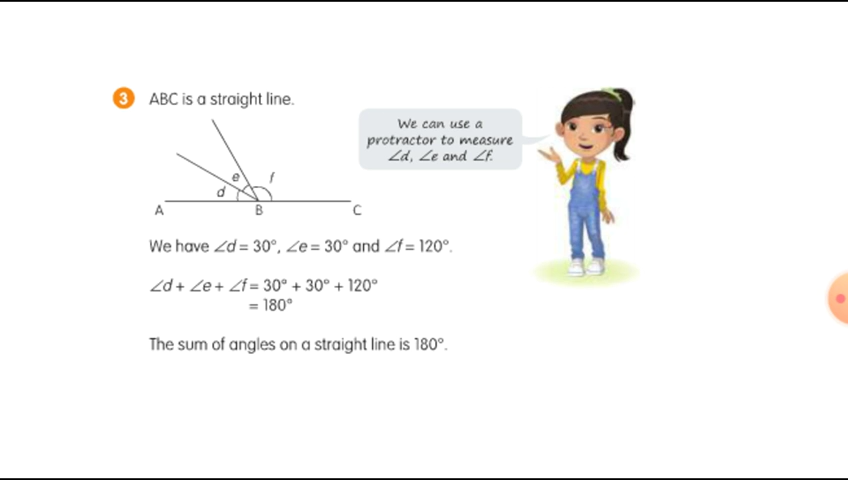 3 ABC is a straight line.
We can use a
protractor to measure
∠d, ∠e and ∠f.
e f
d
A B C
We have ∠d = 30°, ∠e = 30° and ∠f = 120°.
∠d + ∠e + ∠f = 30° + 30° + 120°
= 180°
The sum of angles on a straight line is 180°.